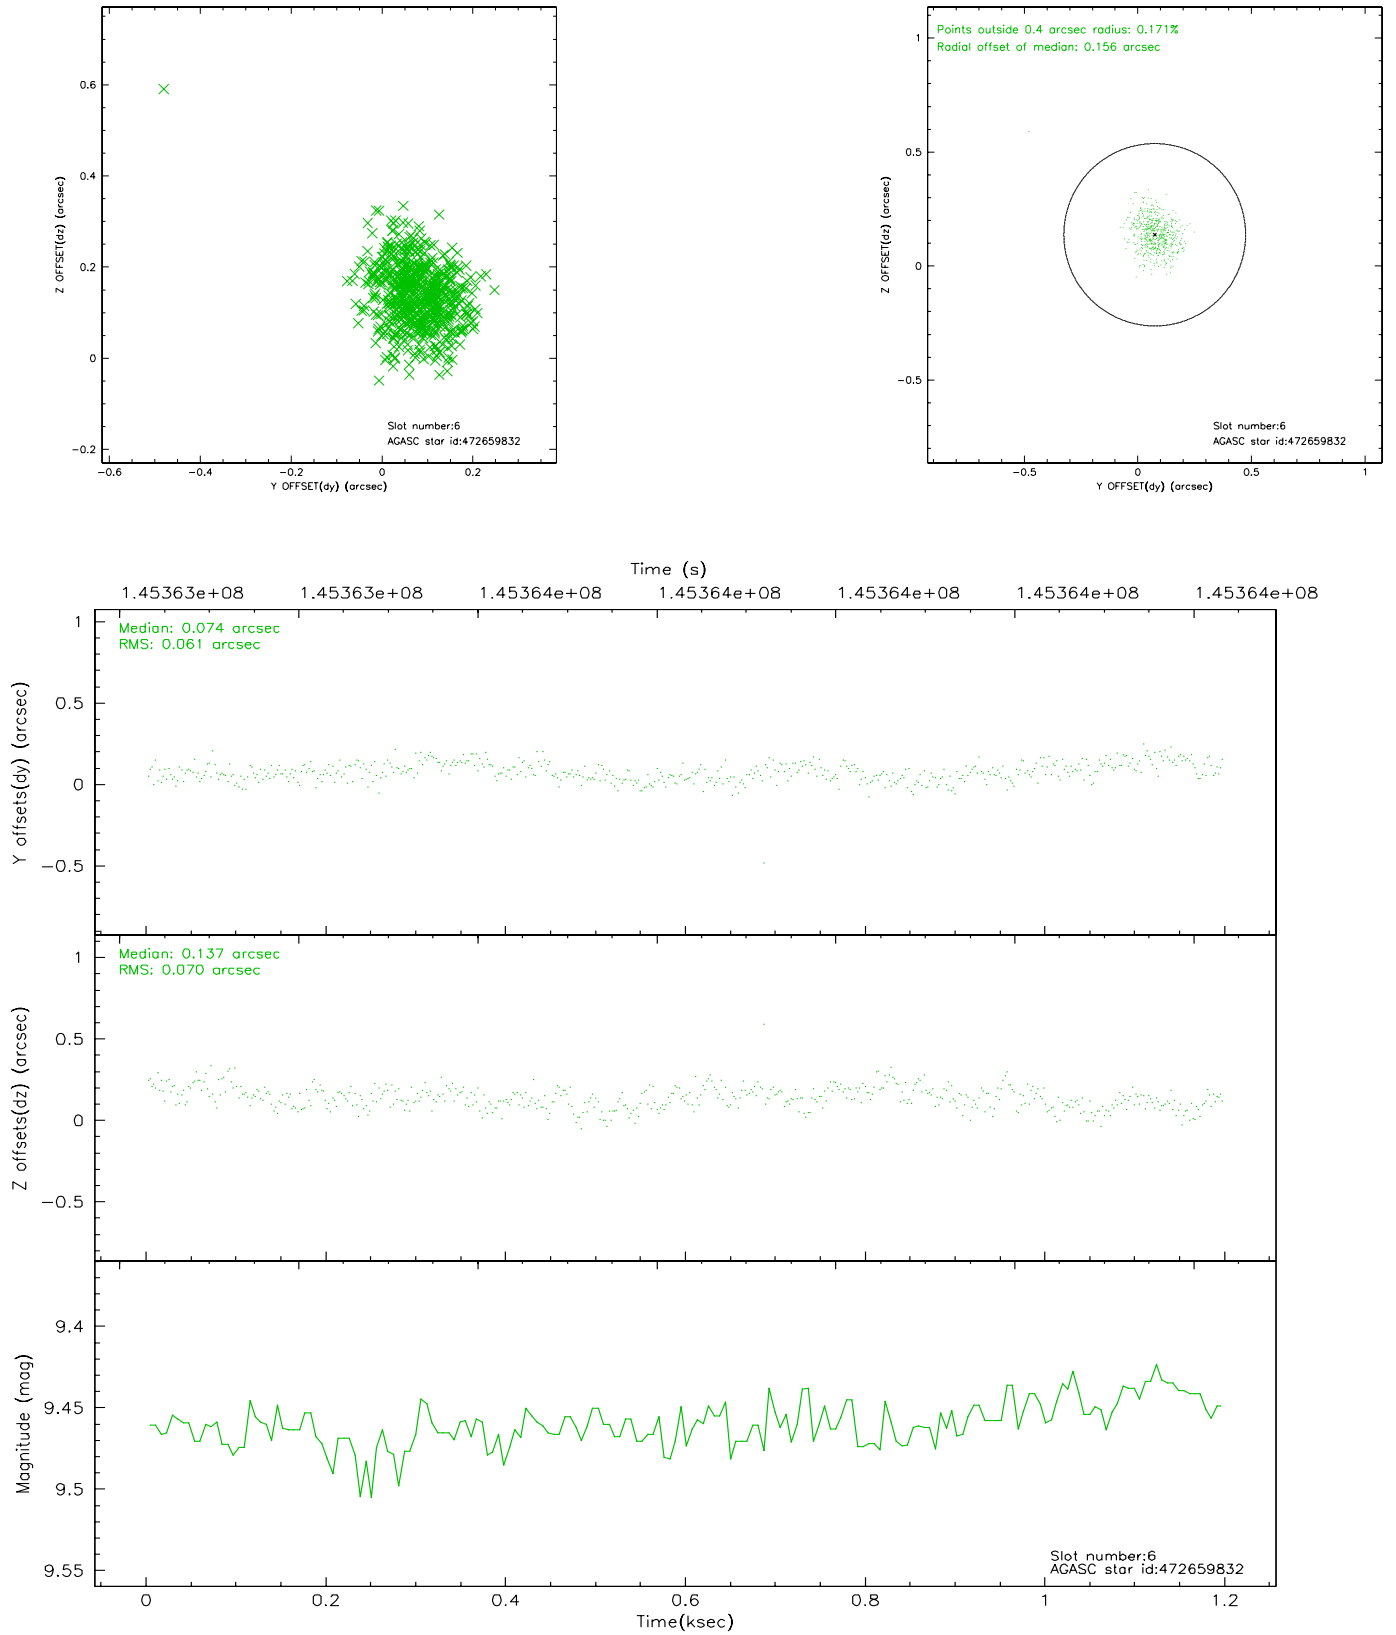 0.6
0.4
0.2
0
-0.2
-0.6
-0.4
-0.2
0
0.2
Z OFFSET(dz) (arcsec)
Y OFFSET(dy) (arcsec)
Slot number:6
AGASC star id:472659832
Points outside 0.4 arcsec radius: 0.171%
Radial offset of median: 0.156 arcsec
1
0.5
0
-0.5
-0.5
0
0.5
1
Z OFFSET(dz) (arcsec)
Y OFFSET(dy) (arcsec)
Slot number:6
AGASC star id:472659832
Time (s)
1.45363e+08 1.45363e+08 1.45364e+08 1.45364e+08 1.45364e+08 1.45364e+08 1.45364e+08
Median: 0.074 arcsec
RMS: 0.061 arcsec
1
0.5
0
-0.5
Y offsets(dy) (arcsec)
Median: 0.137 arcsec
RMS: 0.070 arcsec
1
0.5
0
-0.5
Z offsets(dz) (arcsec)
9.4
9.45
9.5
9.55
Magnitude (mag)
Slot number:6
AGASC star id:472659832
0 0.2 0.4 0.6 0.8 1 1.2
Time(ksec)